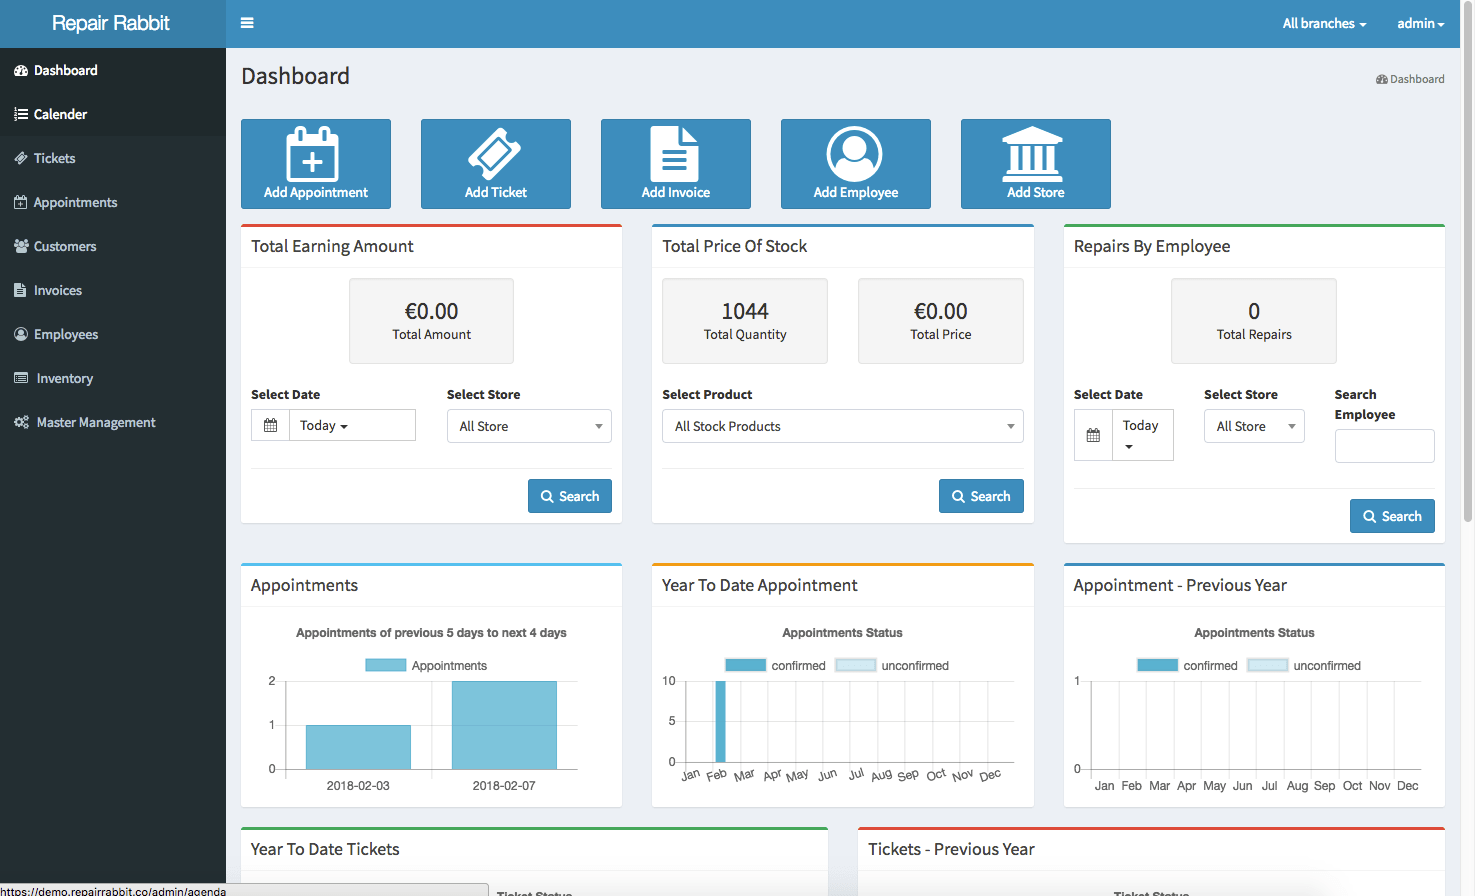 Repair Rabbit
All branches
admin
Dashboard
Calender
Tickets
Appointments
Customers
Invoices
Employees
Inventory
Master Management
Dashboard
Dashboard
Add Appointment
Add Ticket
Add Invoice
Add Employee
Add Store
Total Earning Amount
€0.00
Total Amount
Select Date
Select Store
Today
All Store
Search
Total Price Of Stock
1044
Total Quantity
€0.00
Total Price
Select Product
All Stock Products
Search
Repairs By Employee
0
Total Repairs
Select Date
Select Store
Search
Employee
Today
All Store
Search
Appointments
Appointments of previous 5 days to next 4 days
Appointments
2
1
0
2018-02-03 2018-02-07
Year To Date Appointment
Appointments Status
confirmed unconfirmed
10
5
0
Jan Feb Mar Apr May Jun Jul Aug Sep Oct Nov Dec
Appointment - Previous Year
Appointments Status
confirmed unconfirmed
1
0
Jan Feb Mar Apr May Jun Jul Aug Sep Oct Nov Dec
Year To Date Tickets
Ticket Status
Tickets - Previous Year
Ticket Status
https://demo.repairrabbit.co/admin/agenda